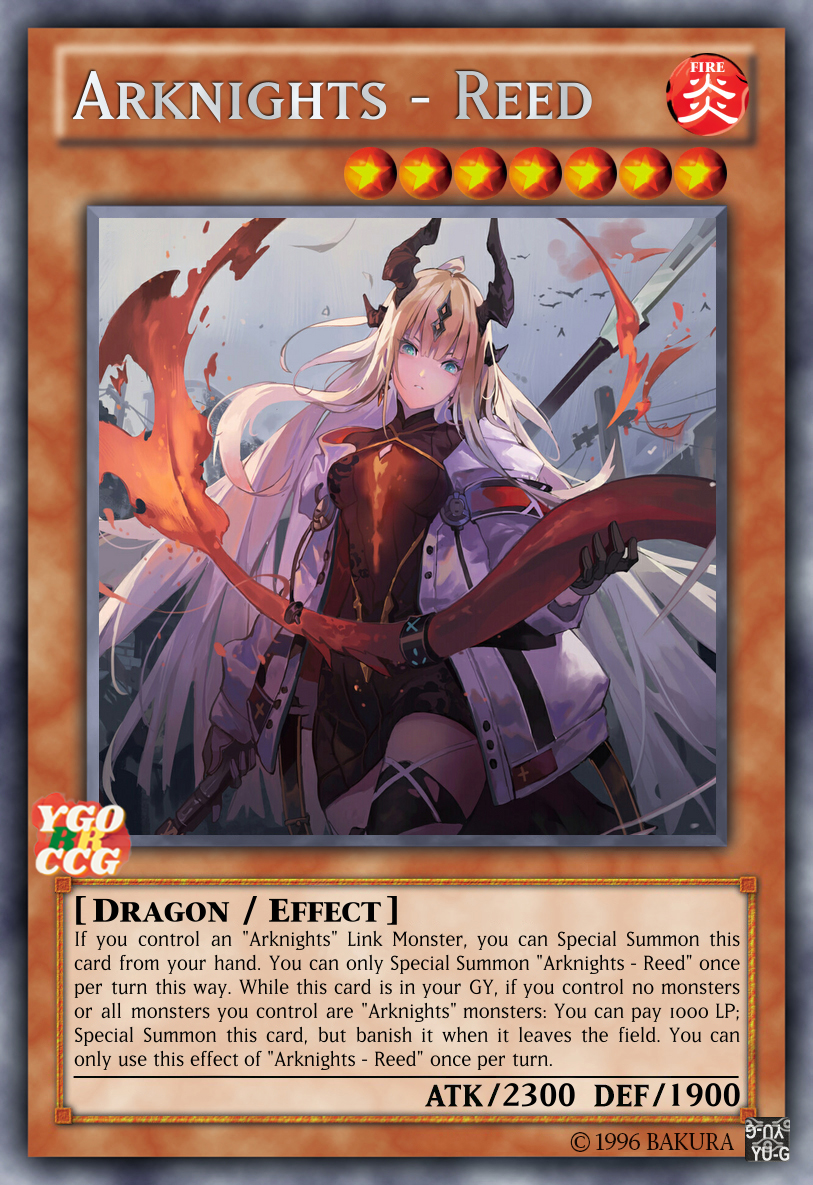 ARKNIGHTS - REED
FIRE
炎
YGO
BR
CCG
[ DRAGON / EFFECT ]
If you control an "Arknights" Link Monster, you can Special Summon this
card from your hand. You can only Special Summon "Arknights - Reed" once
per turn this way. While this card is in your GY, if you control no monsters
or all monsters you control are "Arknights" monsters: You can pay 1000 LP;
Special Summon this card, but banish it when it leaves the field. You can
only use this effect of "Arknights - Reed" once per turn.
ATK/2300 DEF/1900
© 1996 BAKURA
YU-G